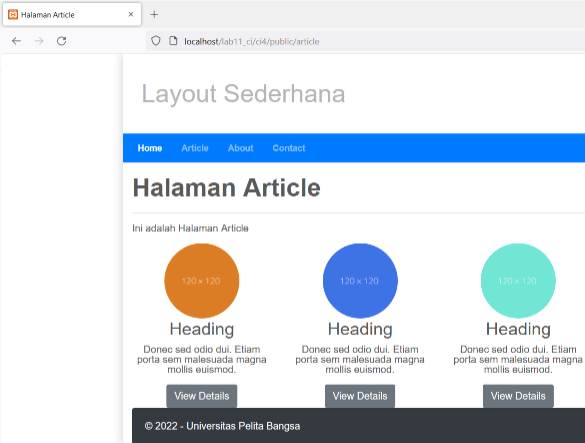 Halaman Article
localhost/lab11_ci/ci4/public/article
Layout Sederhana
Home Article About Contact
Halaman Article
Ini adalah Halaman Article
120 × 120 120 × 120 120 × 120
Heading Heading Heading
Donec sed odio dui. Etiam Donec sed odio dui. Etiam Donec sed odio dui. Etiam
porta sem malesuada magna porta sem malesuada magna porta sem malesuada magna
mollis euismod. mollis euismod. mollis euismod.
View Details View Details View Details
© 2022 - Universitas Pelita Bangsa